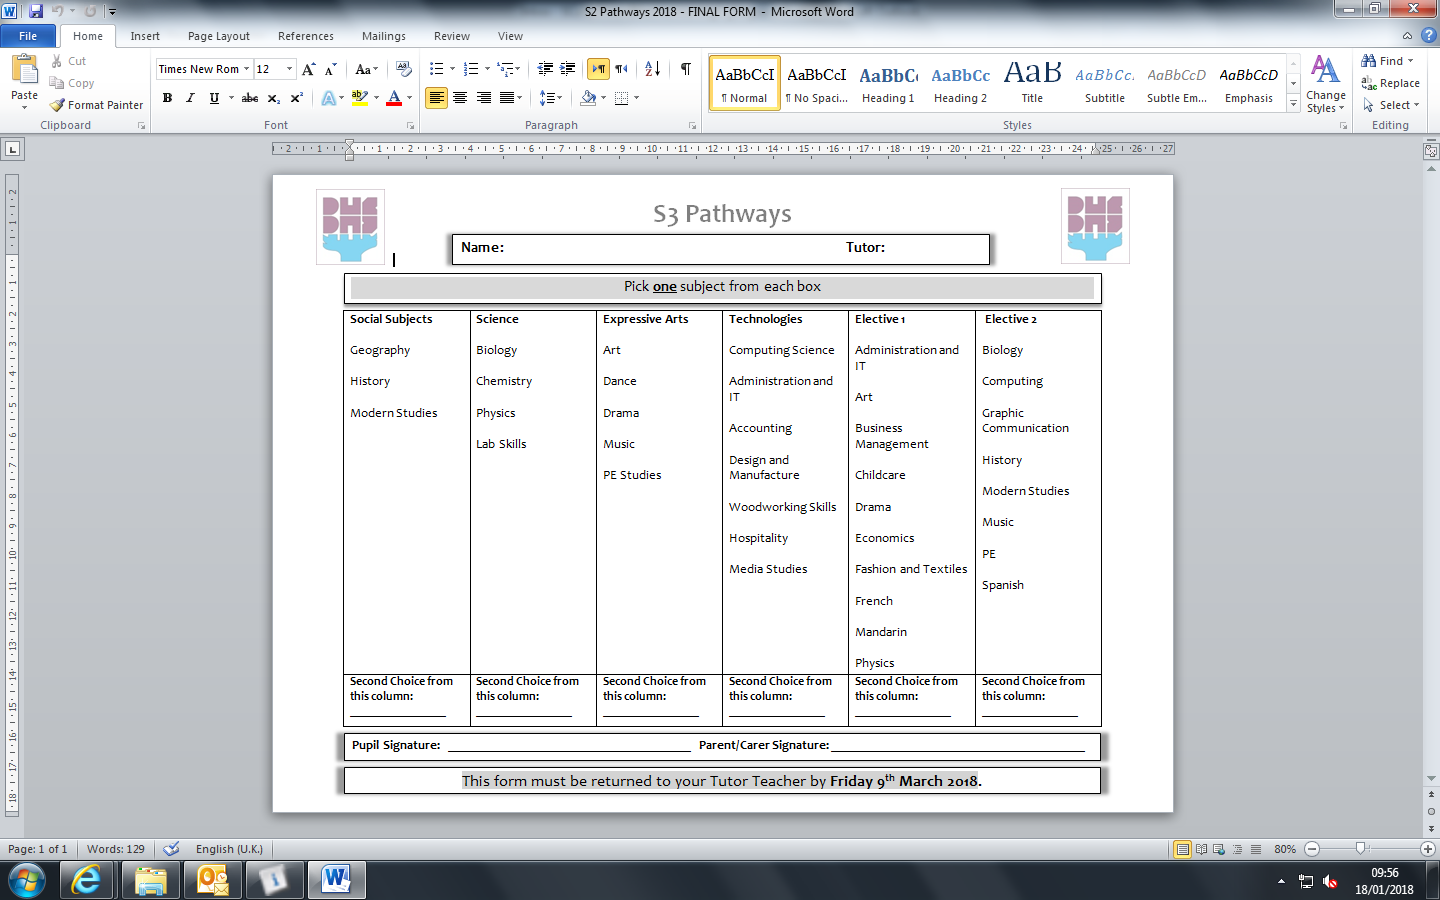 S2 Pathways 2018 - FINAL FORM - Microsoft Word
File Home Insert Page Layout References Mailings Review View
Paste
Cut
Copy
Format Painter
Clipboard
Times New Rom 12
Font
Paragraph
AaBbCcI AaBbCcI AaBbCc AaBbCc AaB AaBbCc. AaBbCcD AaBbCcD
¶ Normal ¶ No Spaci... Heading 1 Heading 2 Title Subtitle Subtle Em... Emphasis
Change Styles
Styles
Find
Replace
Select
Editing
S3 Pathways
Name: Tutor:
Pick one subject from each box
Social Subjects
Geography
History
Modern Studies
Second Choice from
this column:
Science
Biology
Chemistry
Physics
Lab Skills
Second Choice from
this column:
Expressive Arts
Art
Dance
Drama
Music
PE Studies
Second Choice from
this column:
Technologies
Computing Science
Administration and
IT
Accounting
Design and
Manufacture
Woodworking Skills
Hospitality
Media Studies
Second Choice from
this column:
Elective 1
Administration and
IT
Art
Business
Management
Childcare
Drama
Economics
Fashion and Textiles
French
Mandarin
Physics
Second Choice from
this column:
Elective 2
Biology
Computing
Graphic
Communication
History
Modern Studies
Music
PE
Spanish
Second Choice from
this column:
Pupil Signature: Parent/Carer Signature:
This form must be returned to your Tutor Teacher by Friday 9th March 2018.
Page: 1 of 1 Words: 129 English (U.K.) 80%
09:56
18/01/2018